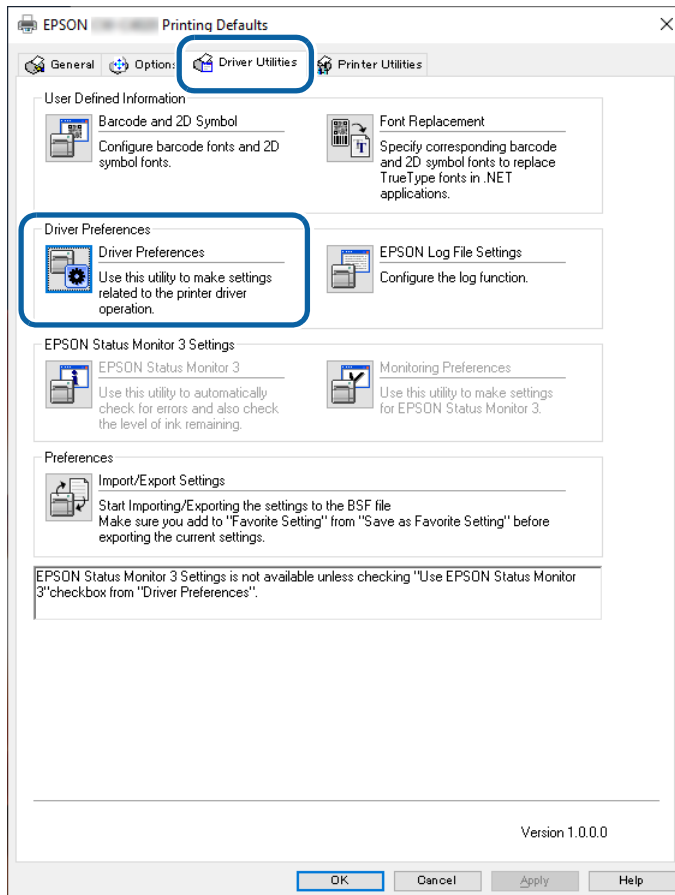 EPSON Printing Defaults
General
Option:
Driver Utilities
Printer Utilities
User Defined Information
Barcode and 2D Symbol
Configure barcode fonts and 2D
symbol fonts.
Font Replacement
Specify corresponding barcode
and 2D symbol fonts to replace
TrueType fonts in .NET
applications.
Driver Preferences
Driver Preferences
Use this utility to make settings
related to the printer driver
operation.
EPSON Log File Settings
Configure the log function.
EPSON Status Monitor 3 Settings
EPSON Status Monitor 3
Use this utility to automatically
check for errors and also check
the level of ink remaining.
Monitoring Preferences
Use this utility to make settings
for EPSON Status Monitor 3.
Preferences
Import/Export Settings
Start Importing/Exporting the settings to the BSF file
Make sure you add to "Favorite Setting" from "Save as Favorite Setting" before
exporting the current settings.
EPSON Status Monitor 3 Settings is not available unless checking "Use EPSON Status Monitor
3"checkbox from "Driver Preferences".
Version 1.0.0.0
OK
Cancel
Apply
Help